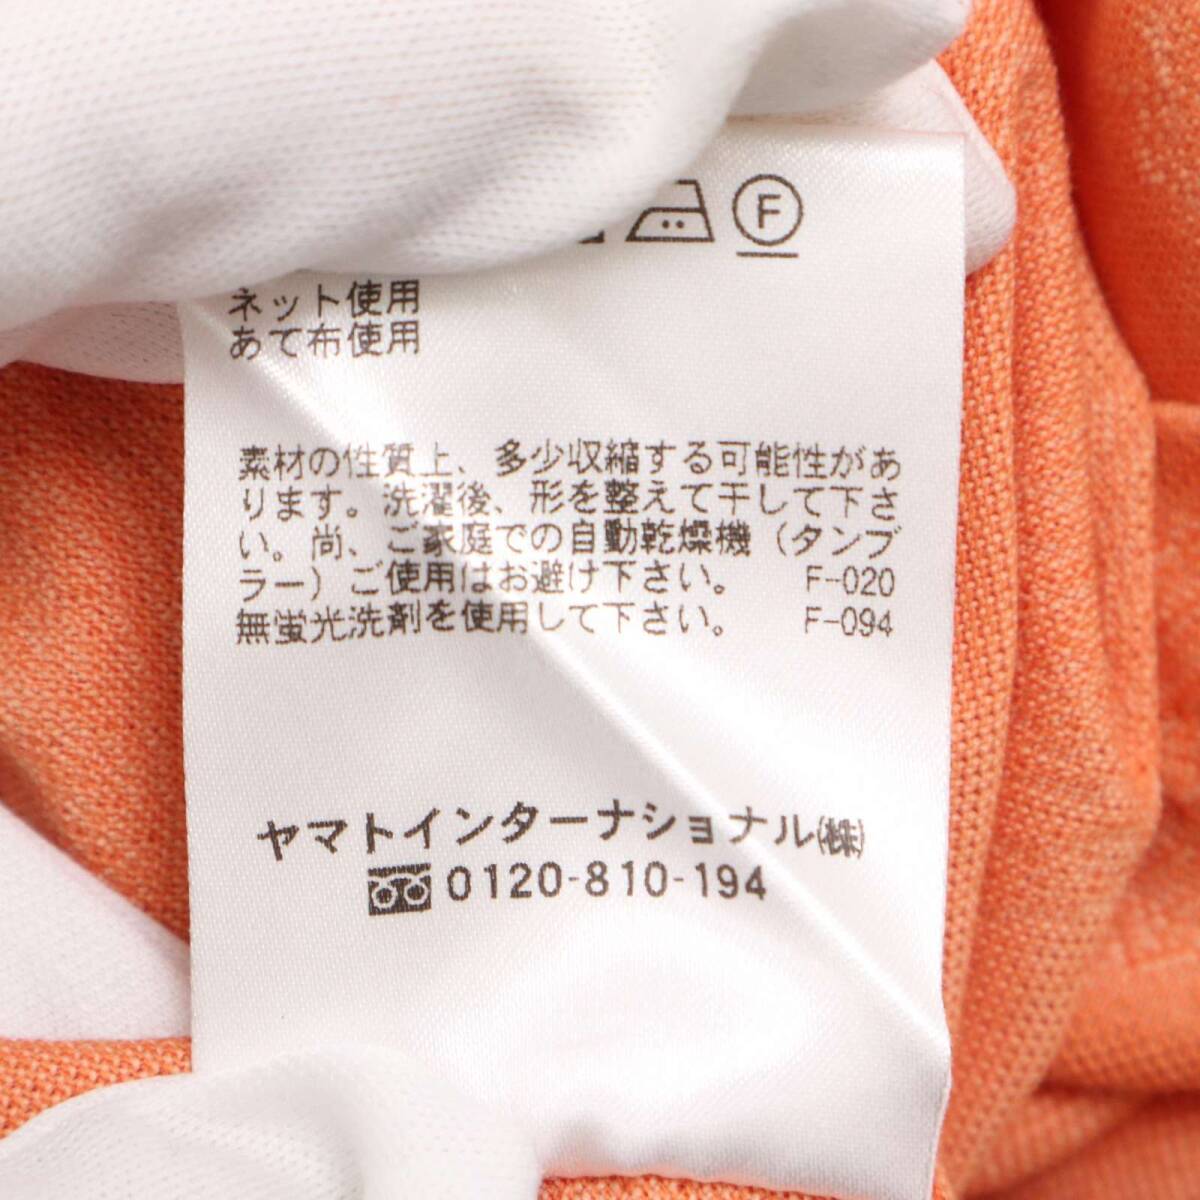 F
ネット使用
あて布使用
素材の性質上、多少収縮する可能性があ
ります。洗濯後、形を整えて干して下さ
い。尚、ご家庭での自動乾燥機（タンブ
ラー）ご使用はお避け下さい。 F-020
無蛍光洗剤を使用して下さい。 F-094
ヤマトインターナショナル㈱
0120-810-194